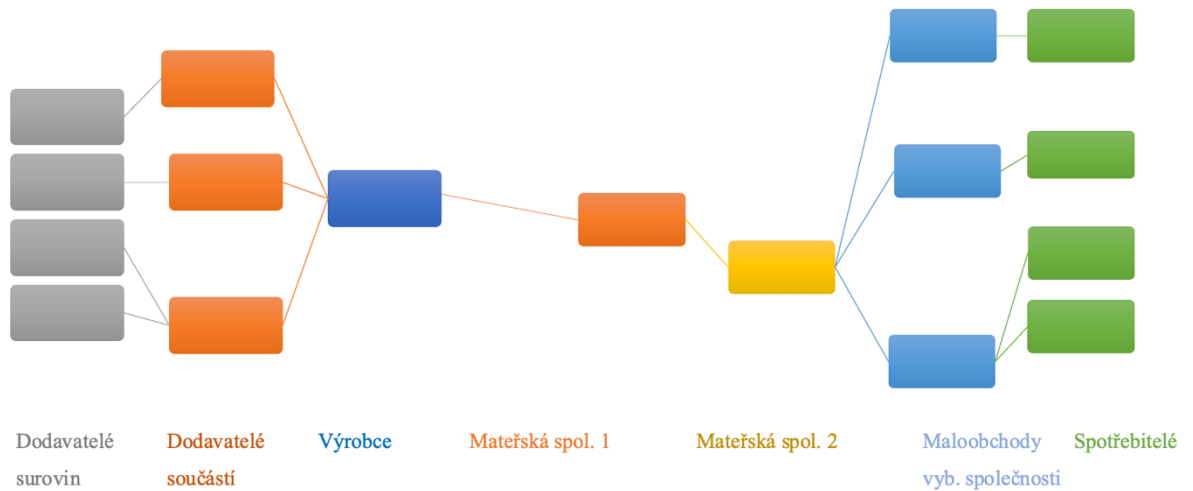 Dodavatelé Dodavatelé Výrobce Mateřská spol. 1 Mateřská spol. 2 Maloobchody Spotřebitelé
surovin součástí vyb. společnosti